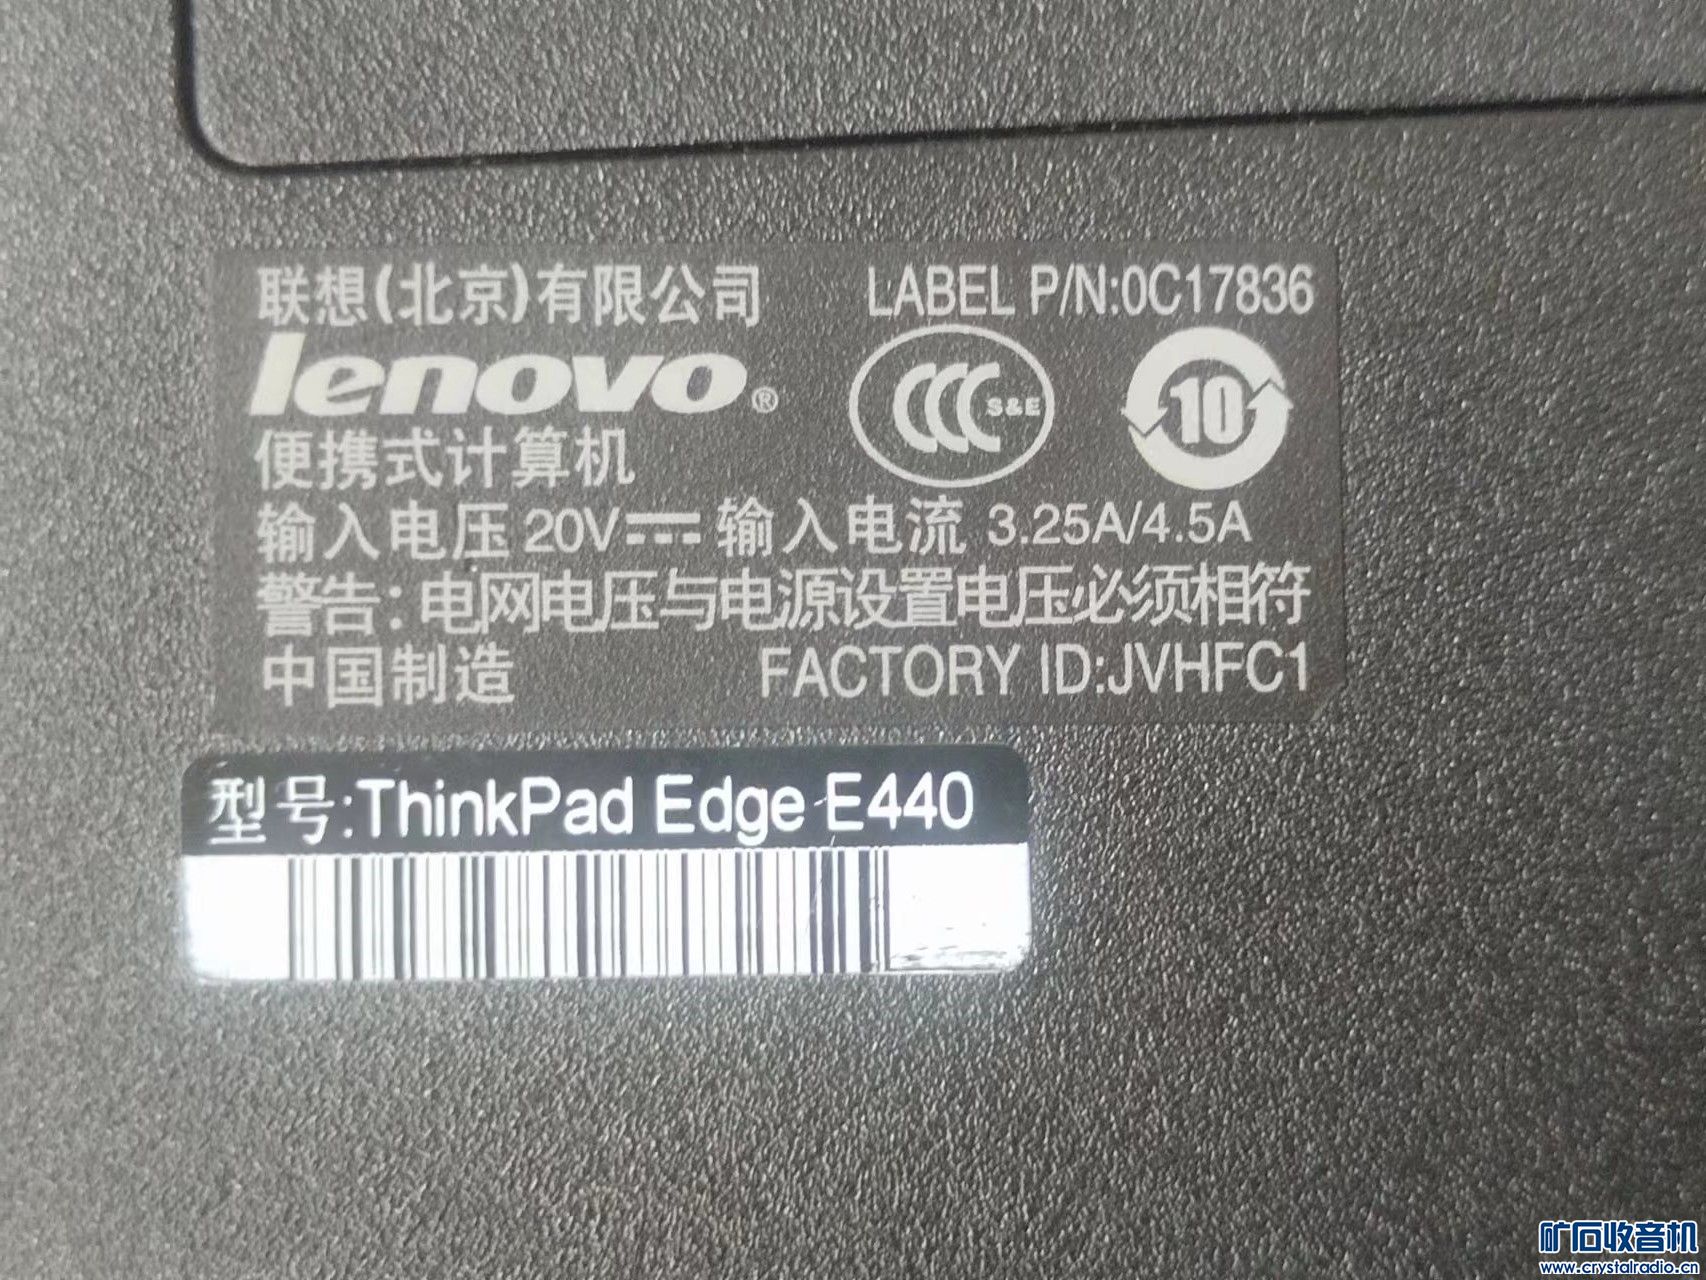 联想(北京)有限公司 LABEL P/N:0C17836
lenovo®
CCC S&E
10
便携式计算机
输入电压 20V⎓ 输入电流 3.25A/4.5A
警告:电网电压与电源设置电压必须相符
中国制造 FACTORY ID:JVHFC1
型号:ThinkPad Edge E440
矿石收音机
www.crystalradio.cn